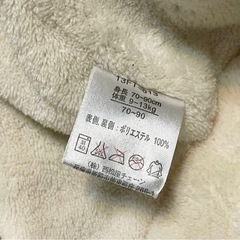 身長 70-90cm
体重 9-13kg
70-90
表側、裏側:ポリエステル 100%
(株)西松屋チェーン